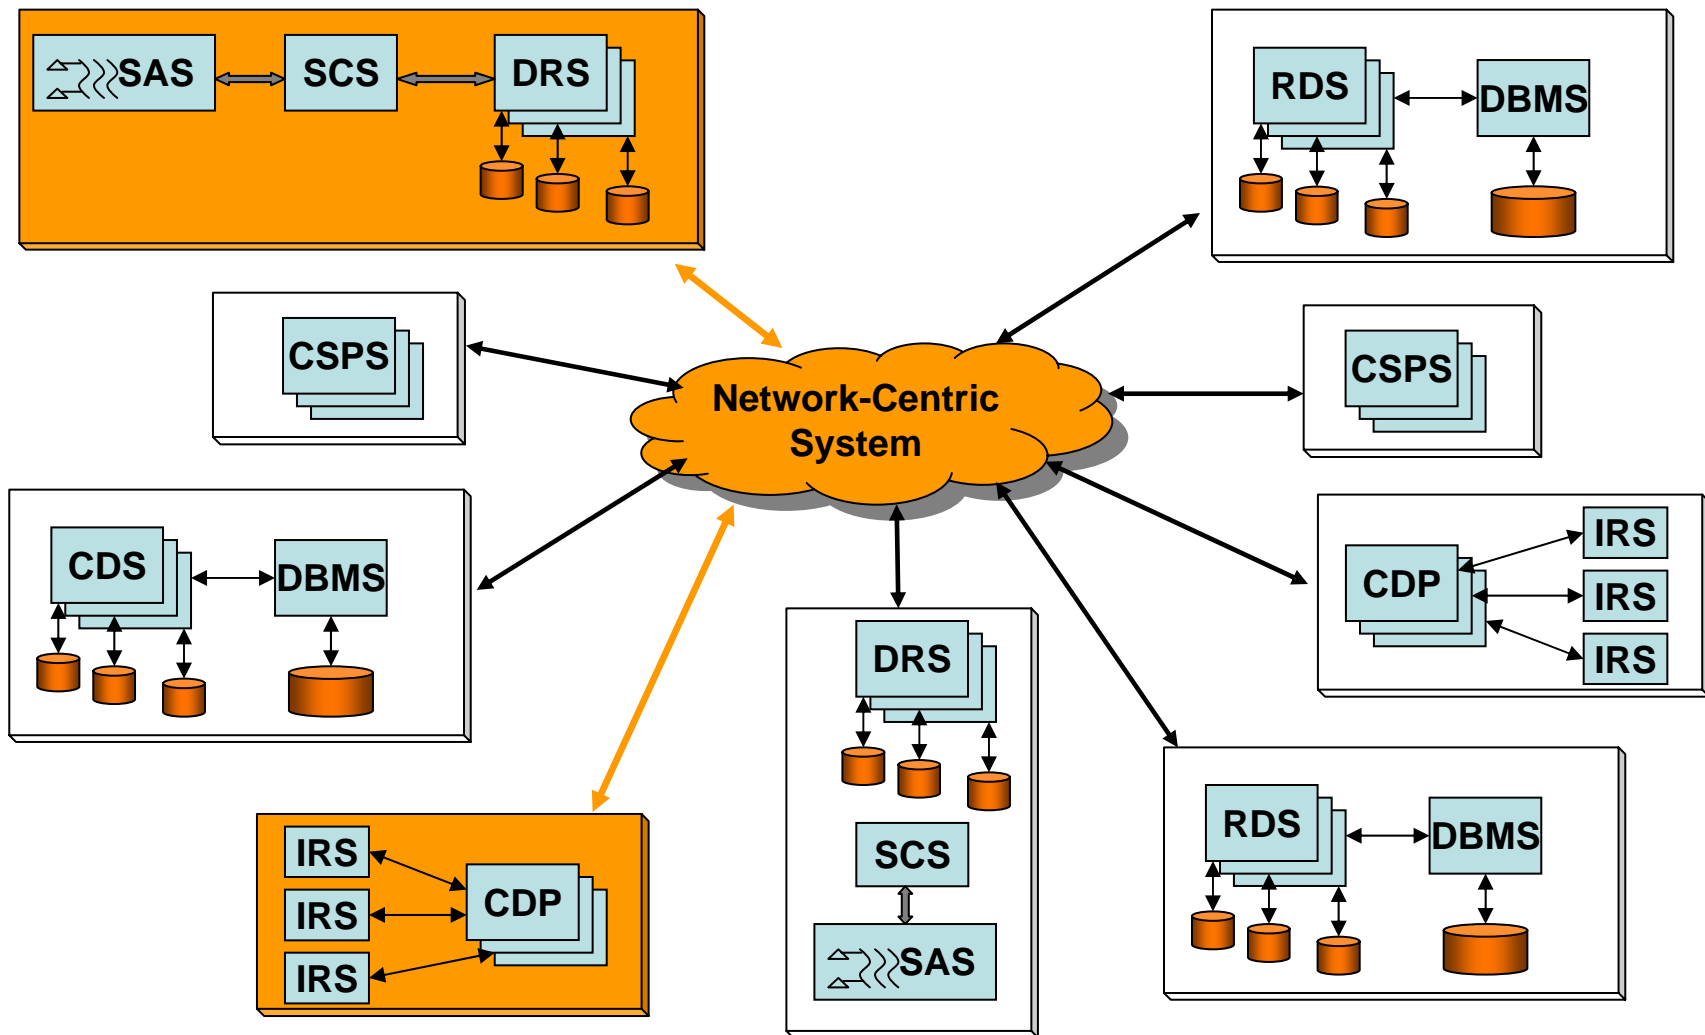 SAS
SCS
DRS
RDS
DBMS
CSPS
Network-Centric
System
CSPS
CDS
DBMS
CDP
IRS
IRS
IRS
DRS
SCS
SAS
IRS
IRS
IRS
CDP
RDS
DBMS